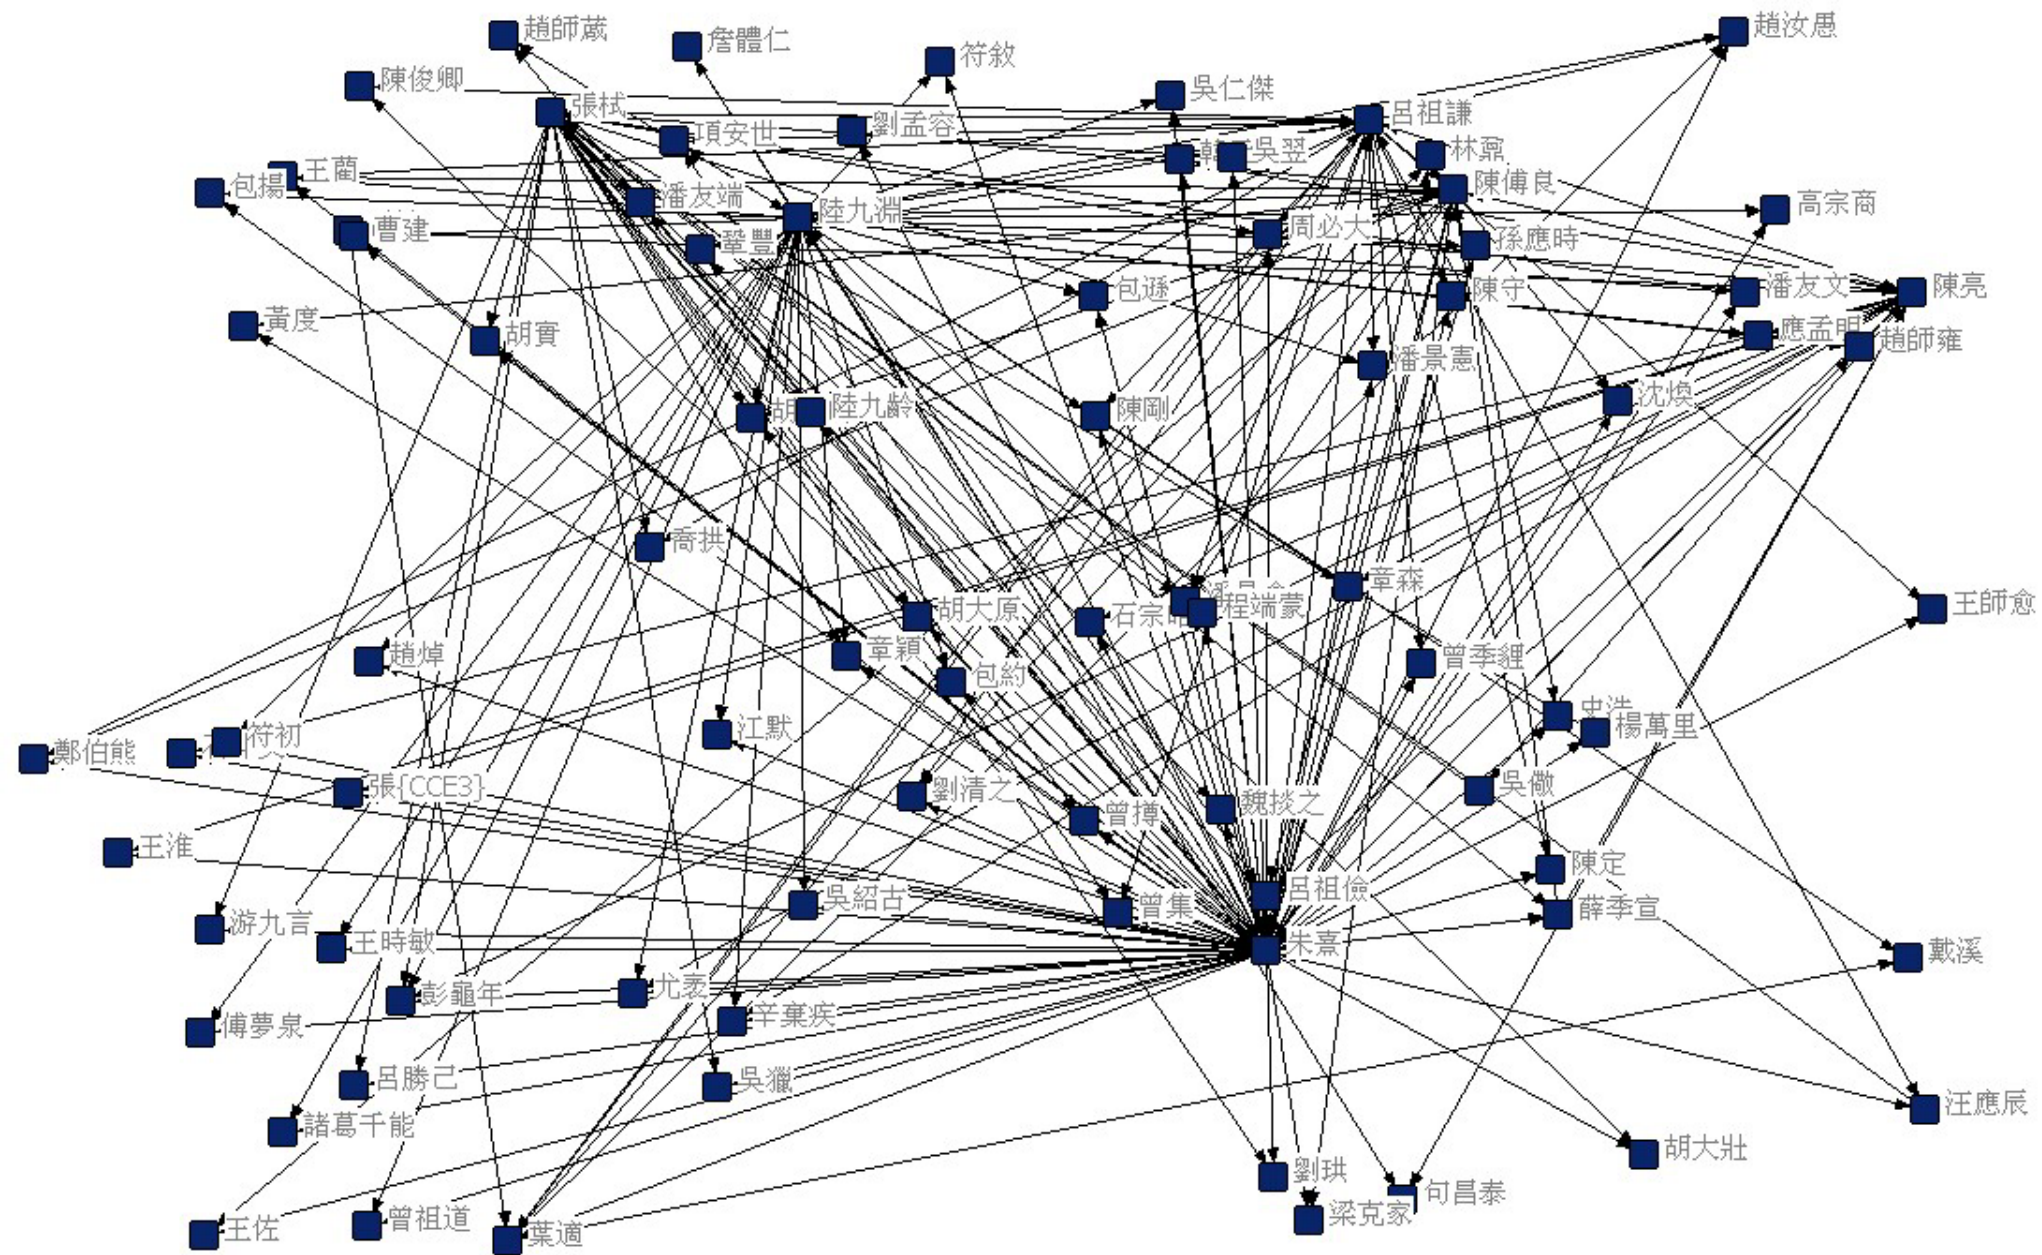 趙師蒧
詹體仁
符敘
趙汝愚
陳俊卿
吳仁傑
張栻
項安世
劉孟容
呂祖謙
吳翌
林鼐
王藺
包揚
潘友端
陸九淵
陳傅良
高宗商
曹建
鞏豐
周必大
孫應時
包遜
陳守
潘友文
陳亮
黃度
胡實
應孟明
趙師雍
潘景憲
沈煥
陸九齡
陳剛
喬拱
章森
程端蒙
胡大原
石宗昭
王師愈
趙焯
章穎
包約
曾季貍
江默
史浩
楊萬里
符初
鄭伯熊
張{CCE3}
劉清之
曾撙
魏掞之
吳儆
王淮
陳定
吳紹古
曾集
呂祖儉
薛季宣
游九言
王時敏
朱熹
戴溪
彭龜年
尤袤
傅夢泉
辛棄疾
呂勝己
吳獵
諸葛千能
汪應辰
胡大壯
劉珙
句昌泰
梁克家
王佐
曾祖道
葉適